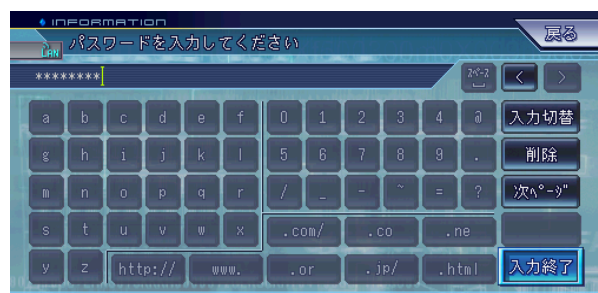 INFORMATION
LAN パスワードを入力してください 戻る
******** スペース < >
a b c d e f 0 1 2 3 4 @ 入力切替
g h i j k l 5 6 7 8 9 . 削除
m n o p q r / _ - ~ = ? 次ページ
s t u v w x .com/ .co .ne
y z http:// www. .or .jp/ .html 入力終了